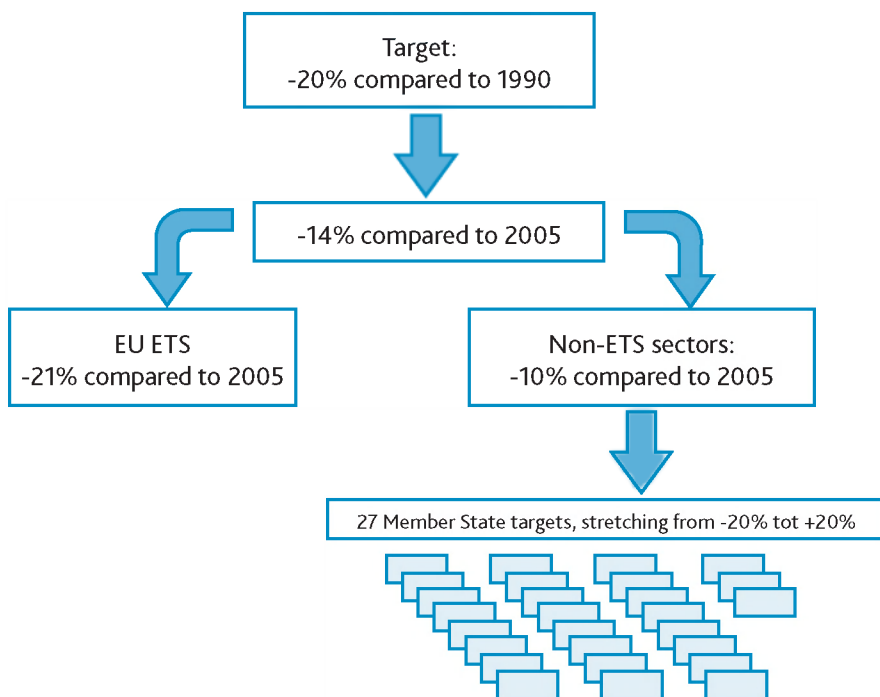 Target:
-20% compared to 1990
-14% compared to 2005
EU ETS
-21% compared to 2005
Non-ETS sectors:
-10% compared to 2005
27 Member State targets, stretching from -20% tot +20%